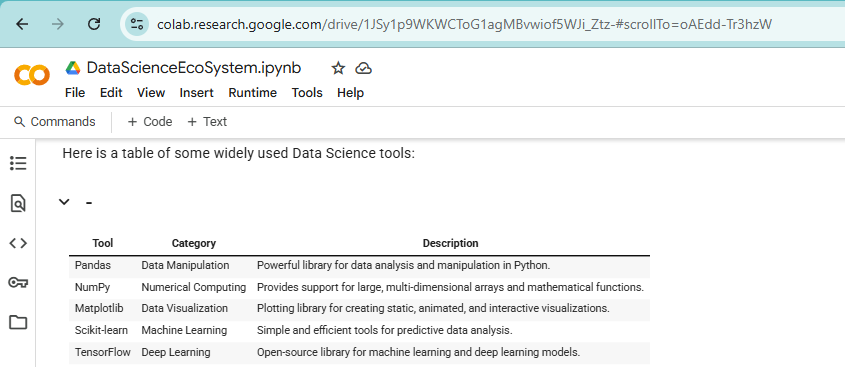 colab.research.google.com/drive/1JSy1p9WKWCToG1agMBvwiof5WJi_Ztz-#scrollTo=oAEdd-Tr3hzW
DataScienceEcoSystem.ipynb
File Edit View Insert Runtime Tools Help
Commands + Code + Text
Here is a table of some widely used Data Science tools:
-
Tool Category Description
Pandas Data Manipulation Powerful library for data analysis and manipulation in Python.
NumPy Numerical Computing Provides support for large, multi-dimensional arrays and mathematical functions.
Matplotlib Data Visualization Plotting library for creating static, animated, and interactive visualizations.
Scikit-learn Machine Learning Simple and efficient tools for predictive data analysis.
TensorFlow Deep Learning Open-source library for machine learning and deep learning models.